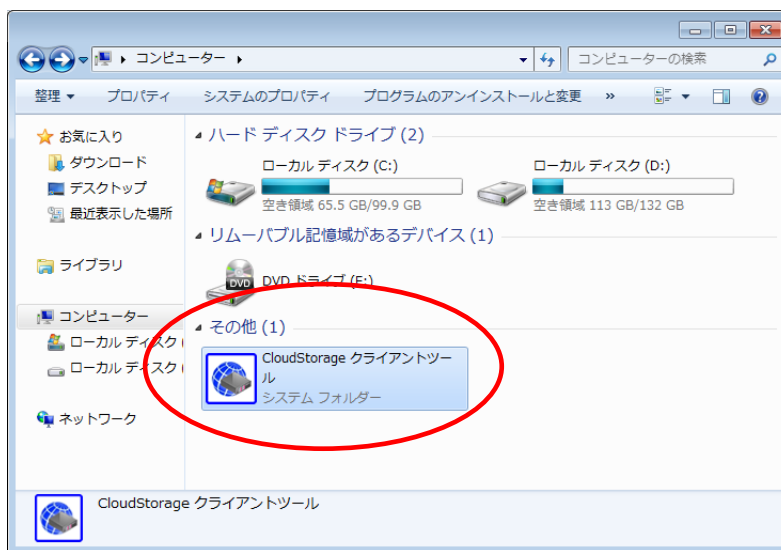 コンピューター
コンピューターの検索
整理 プロパティ システムのプロパティ プログラムのアンインストールと変更 »
お気に入り
ダウンロード
デスクトップ
最近表示した場所
ライブラリ
コンピューター
ローカル ディスク (
ローカル ディスク (
ネットワーク
ハード ディスク ドライブ (2)
ローカル ディスク (C:)
空き領域 65.5 GB/99.9 GB
ローカル ディスク (D:)
空き領域 113 GB/132 GB
リムーバブル記憶域があるデバイス (1)
DVD
DVD ドライブ (E:)
その他 (1)
CloudStorage クライアントツー
ル
システム フォルダー
CloudStorage クライアントツール